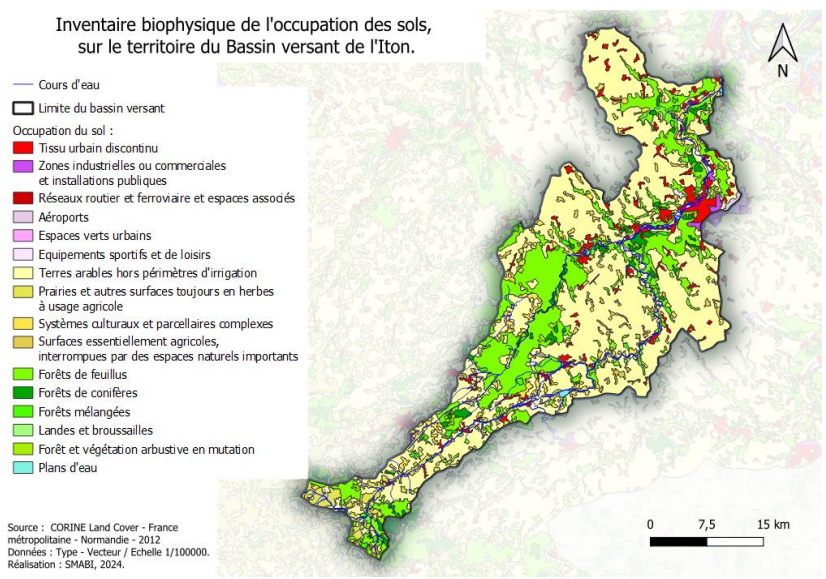 Inventaire biophysique de l'occupation des sols,
sur le territoire du Bassin versant de l'Iton.
N
Cours d'eau
Limite du bassin versant
Occupation du sol :
Tissu urbain discontinu
Zones industrielles ou commerciales
et installations publiques
Réseaux routier et ferroviaire et espaces associés
Aéroports
Espaces verts urbains
Equipements sportifs et de loisirs
Terres arables hors périmètres d'irrigation
Prairies et autres surfaces toujours en herbes
à usage agricole
Systèmes culturaux et parcellaires complexes
Surfaces essentiellement agricoles,
interrompues par des espaces naturels importants
Forêts de feuillus
Forêts de conifères
Forêts mélangées
Landes et broussailles
Forêt et végétation arbustive en mutation
Plans d'eau
Source : CORINE Land Cover - France
métropolitaine - Normandie - 2012
Données : Type - Vecteur / Echelle 1/100000.
Réalisation : SMABI, 2024.
0 7,5 15 km